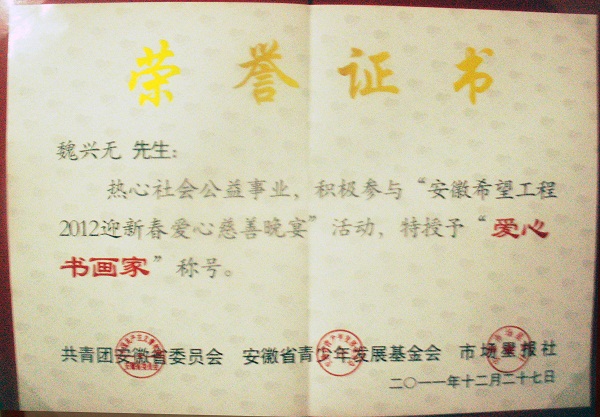 荣誉证书
魏兴无 先生:
热心社会公益事业,积极参与“安徽希望工程
2012迎新春爱心慈善晚宴”活动,特授予“爱心
书画家”称号。
共青团安徽省委员会 安徽省青少年发展基金会 市场星报社
二〇一一年十二月二十七日